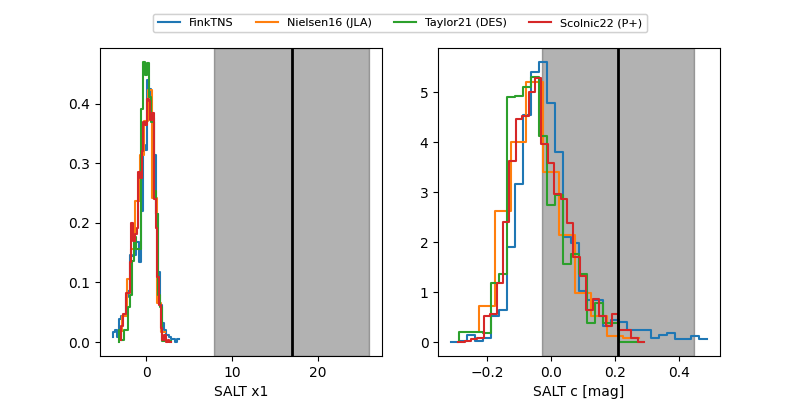 FinkTNS Nielsen16 (JLA) Taylor21 (DES) Scolnic22 (P+)
0.4
0.3
0.2
0.1
0.0
0 10 20
SALT x1
5
4
3
2
1
0
−0.2 0.0 0.2 0.4
SALT c [mag]